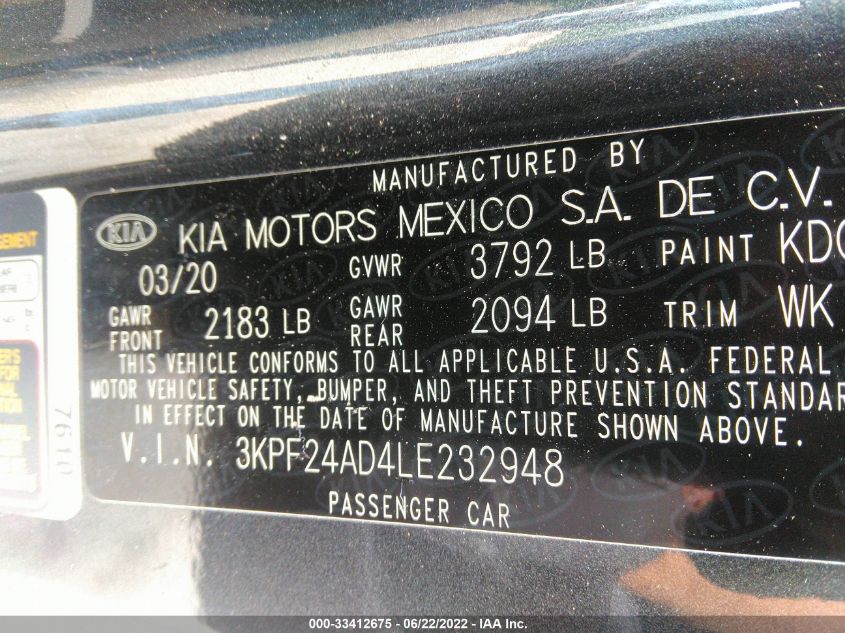 MANUFACTURED BY
KIA KIA MOTORS MEXICO S.A. DE C.V.
03/20 GVWR 3792 LB PAINT
GAWR FRONT 2183 LB GAWR REAR 2094 LB TRIM WK
THIS VEHICLE CONFORMS TO ALL APPLICABLE U.S.A. FEDERAL
MOTOR VEHICLE SAFETY, BUMPER, AND THEFT PREVENTION
IN EFFECT ON THE DATE OF MANUFACTURE SHOWN ABOVE.
V.I.N. 3KPF24AD4LE232948
PASSENGER CAR
7610
000-33412675 - 06/22/2022 - IAA Inc.